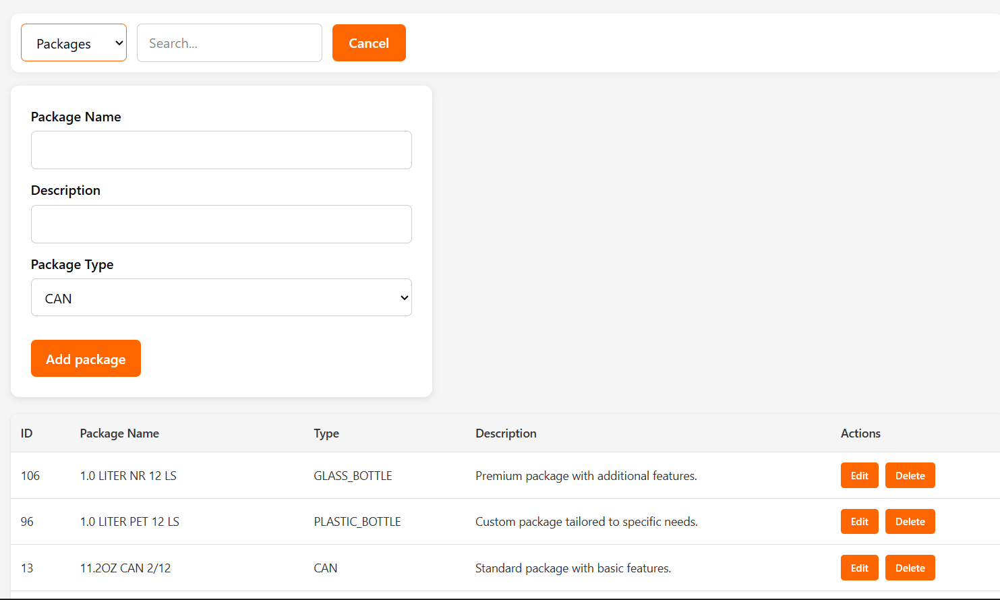 Packages Search... Cancel
Package Name
Description
Package Type
CAN
Add package
ID Package Name Type Description Actions
106 1.0 LITER NR 12 LS GLASS_BOTTLE Premium package with additional features. Edit Delete
96 1.0 LITER PET 12 LS PLASTIC_BOTTLE Custom package tailored to specific needs. Edit Delete
13 11.2OZ CAN 2/12 CAN Standard package with basic features. Edit Delete